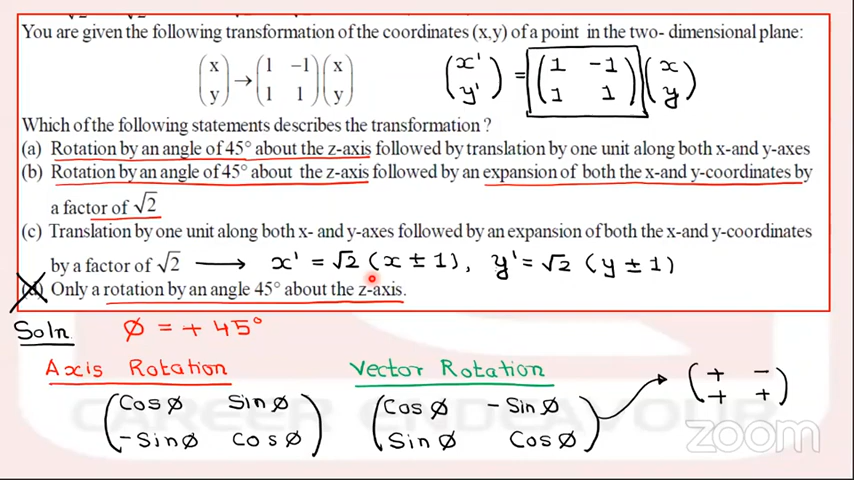 You are given the following transformation of the coordinates (x,y) of a point in the two- dimensional plane:
(x y) → (1 −1 1 1) (x y)
(x' y') = (1 −1 1 1) (x y)
Which of the following statements describes the transformation ?
(a) Rotation by an angle of 45° about the z-axis followed by translation by one unit along both x- and y-axes
(b) Rotation by an angle of 45° about the z-axis followed by an expansion of both the x-and y-coordinates by
a factor of √2
(c) Translation by one unit along both x- and y-axes followed by an expansion of both the x-and y-coordinates
by a factor of √2 → x' = √2 (x ± 1), y' = √2 (y ± 1)
(d) Only a rotation by an angle 45° about the z-axis.
Soln. Ø = + 45°
Axis Rotation
Vector Rotation
(Cos Ø Sin Ø
-Sin Ø Cos Ø)
(Cos Ø - Sin Ø
Sin Ø Cos Ø)
(+ −
+ +)
CAREER ENDEAVOUR
zoom